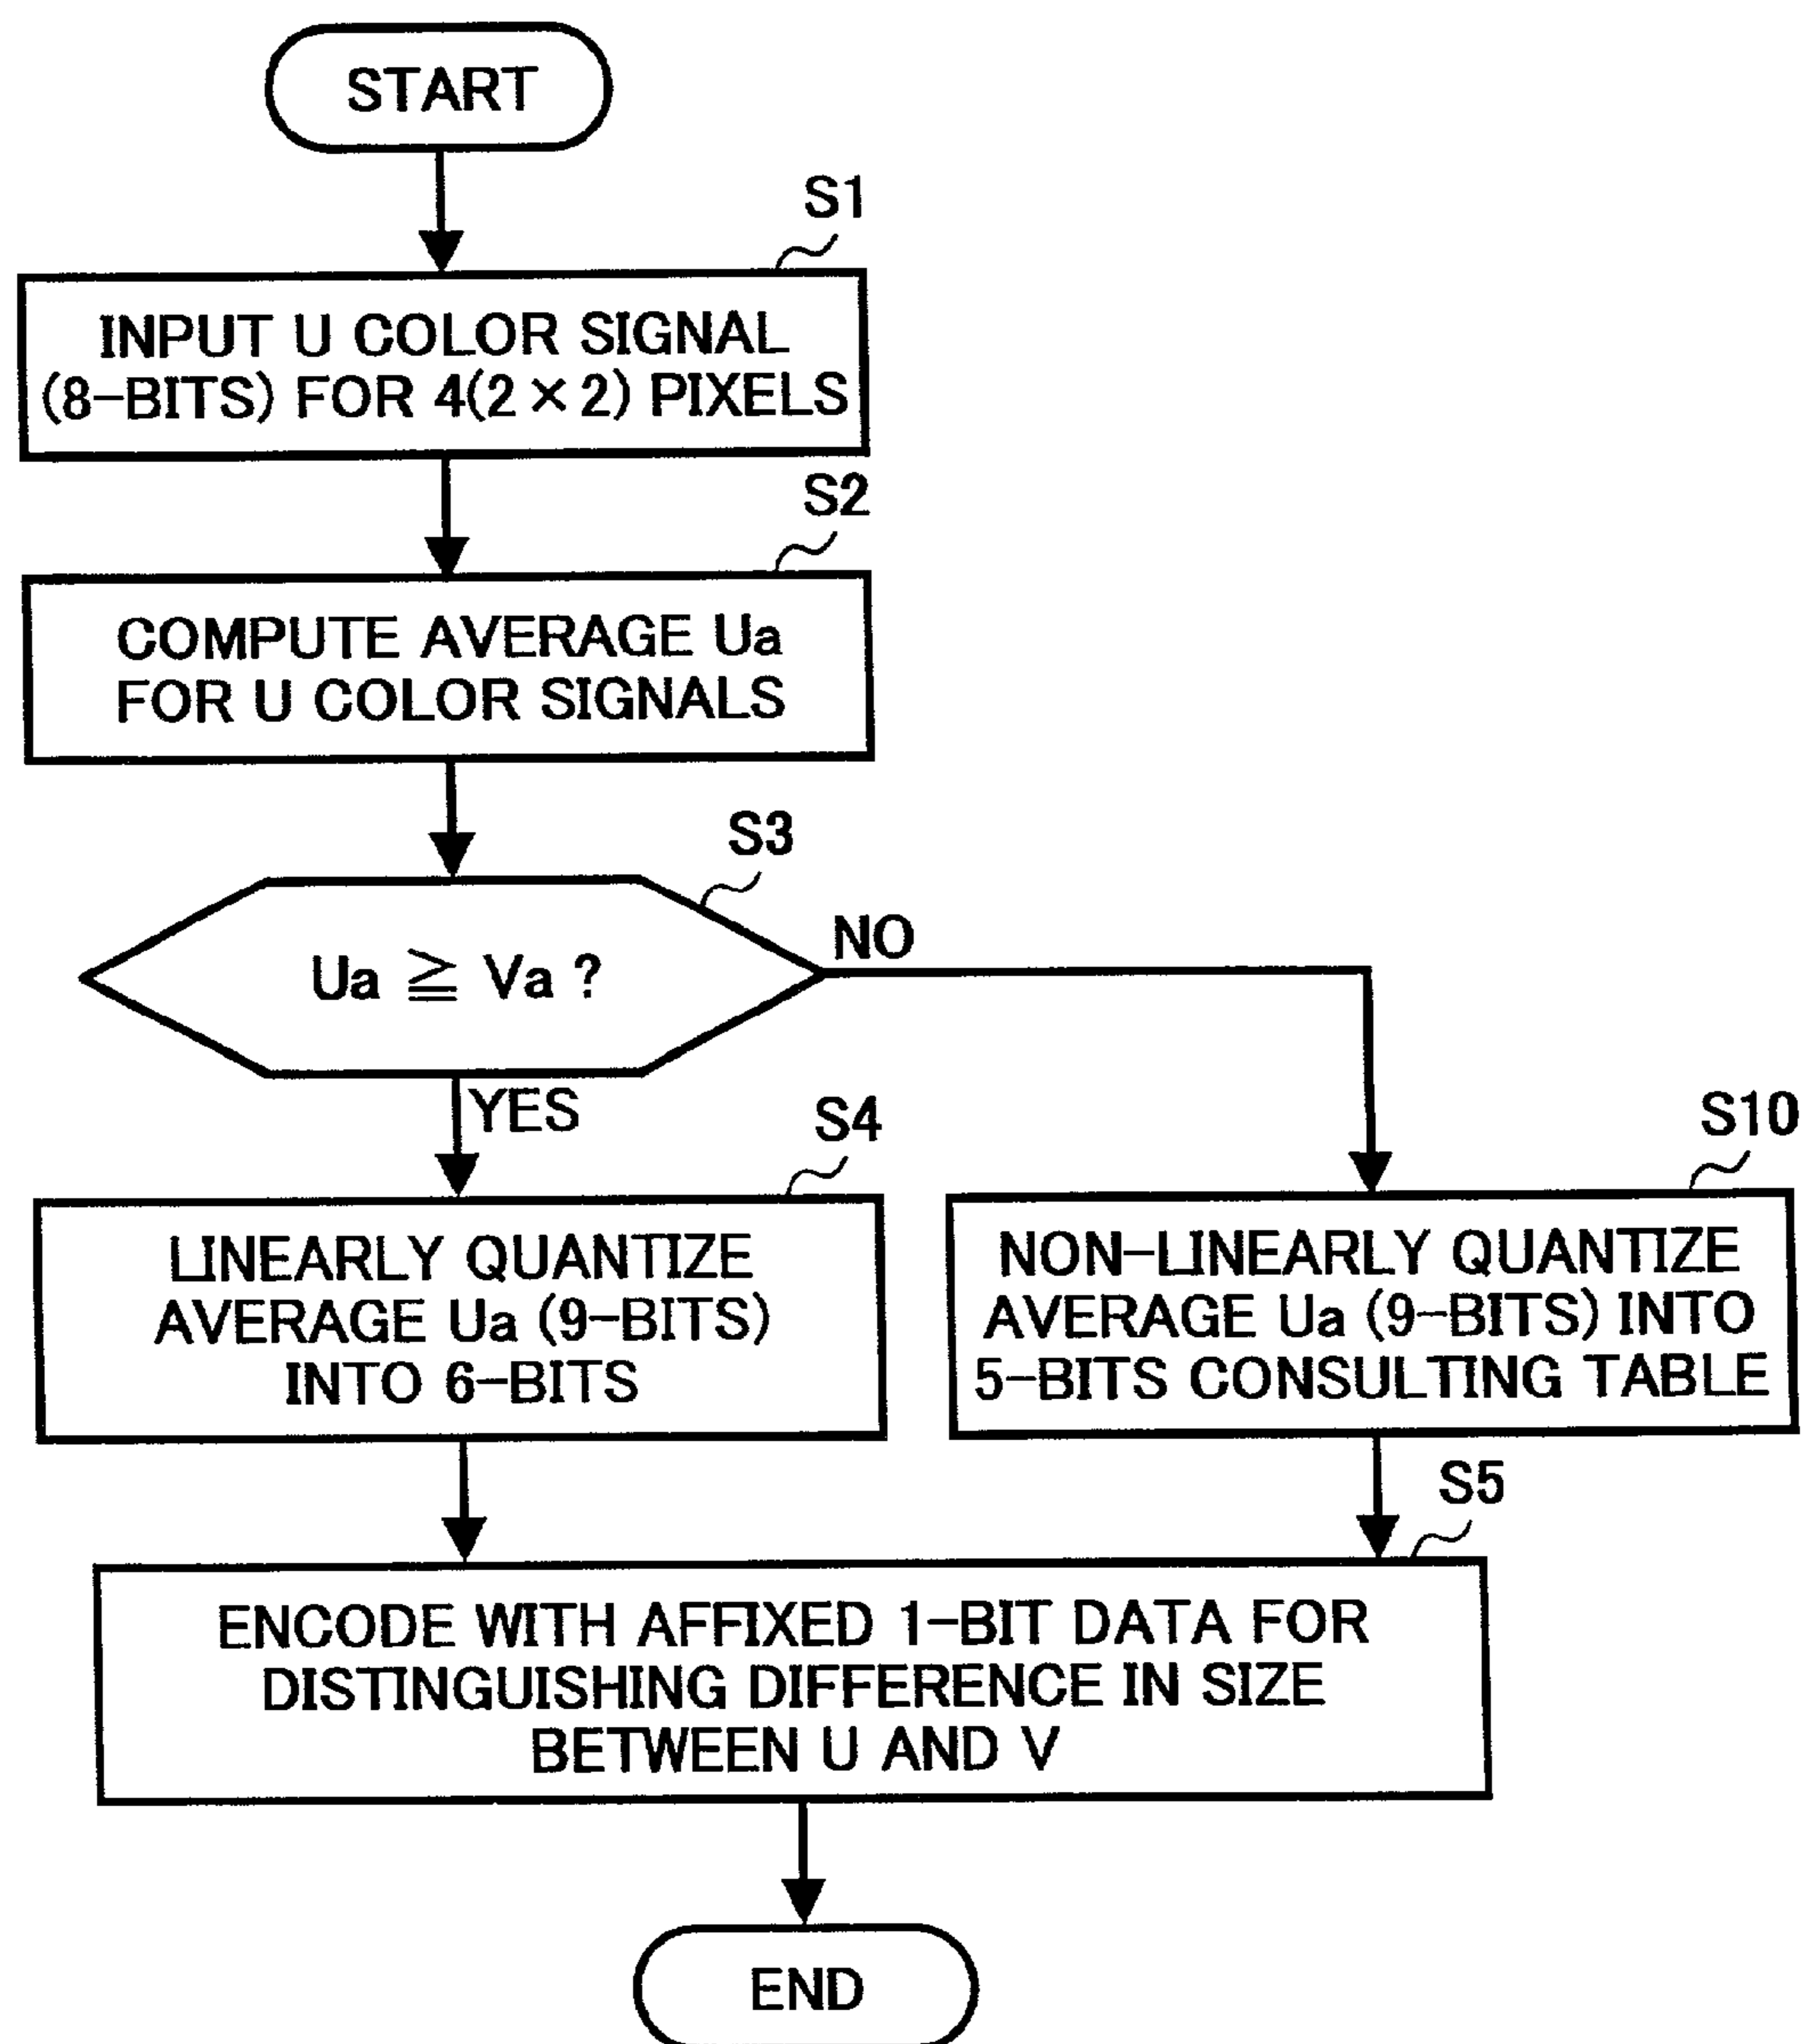 START
S1
INPUT U COLOR SIGNAL
(8-BITS) FOR 4(2 × 2) PIXELS
S2
COMPUTE AVERAGE Ua
FOR U COLOR SIGNALS
S3
Ua ≧ Va ?
NO
YES
S4
LINEARLY QUANTIZE
AVERAGE Ua (9-BITS)
INTO 6-BITS
S10
NON-LINEARLY QUANTIZE
AVERAGE Ua (9-BITS) INTO
5-BITS CONSULTING TABLE
S5
ENCODE WITH AFFIXED 1-BIT DATA FOR
DISTINGUISHING DIFFERENCE IN SIZE
BETWEEN U AND V
END